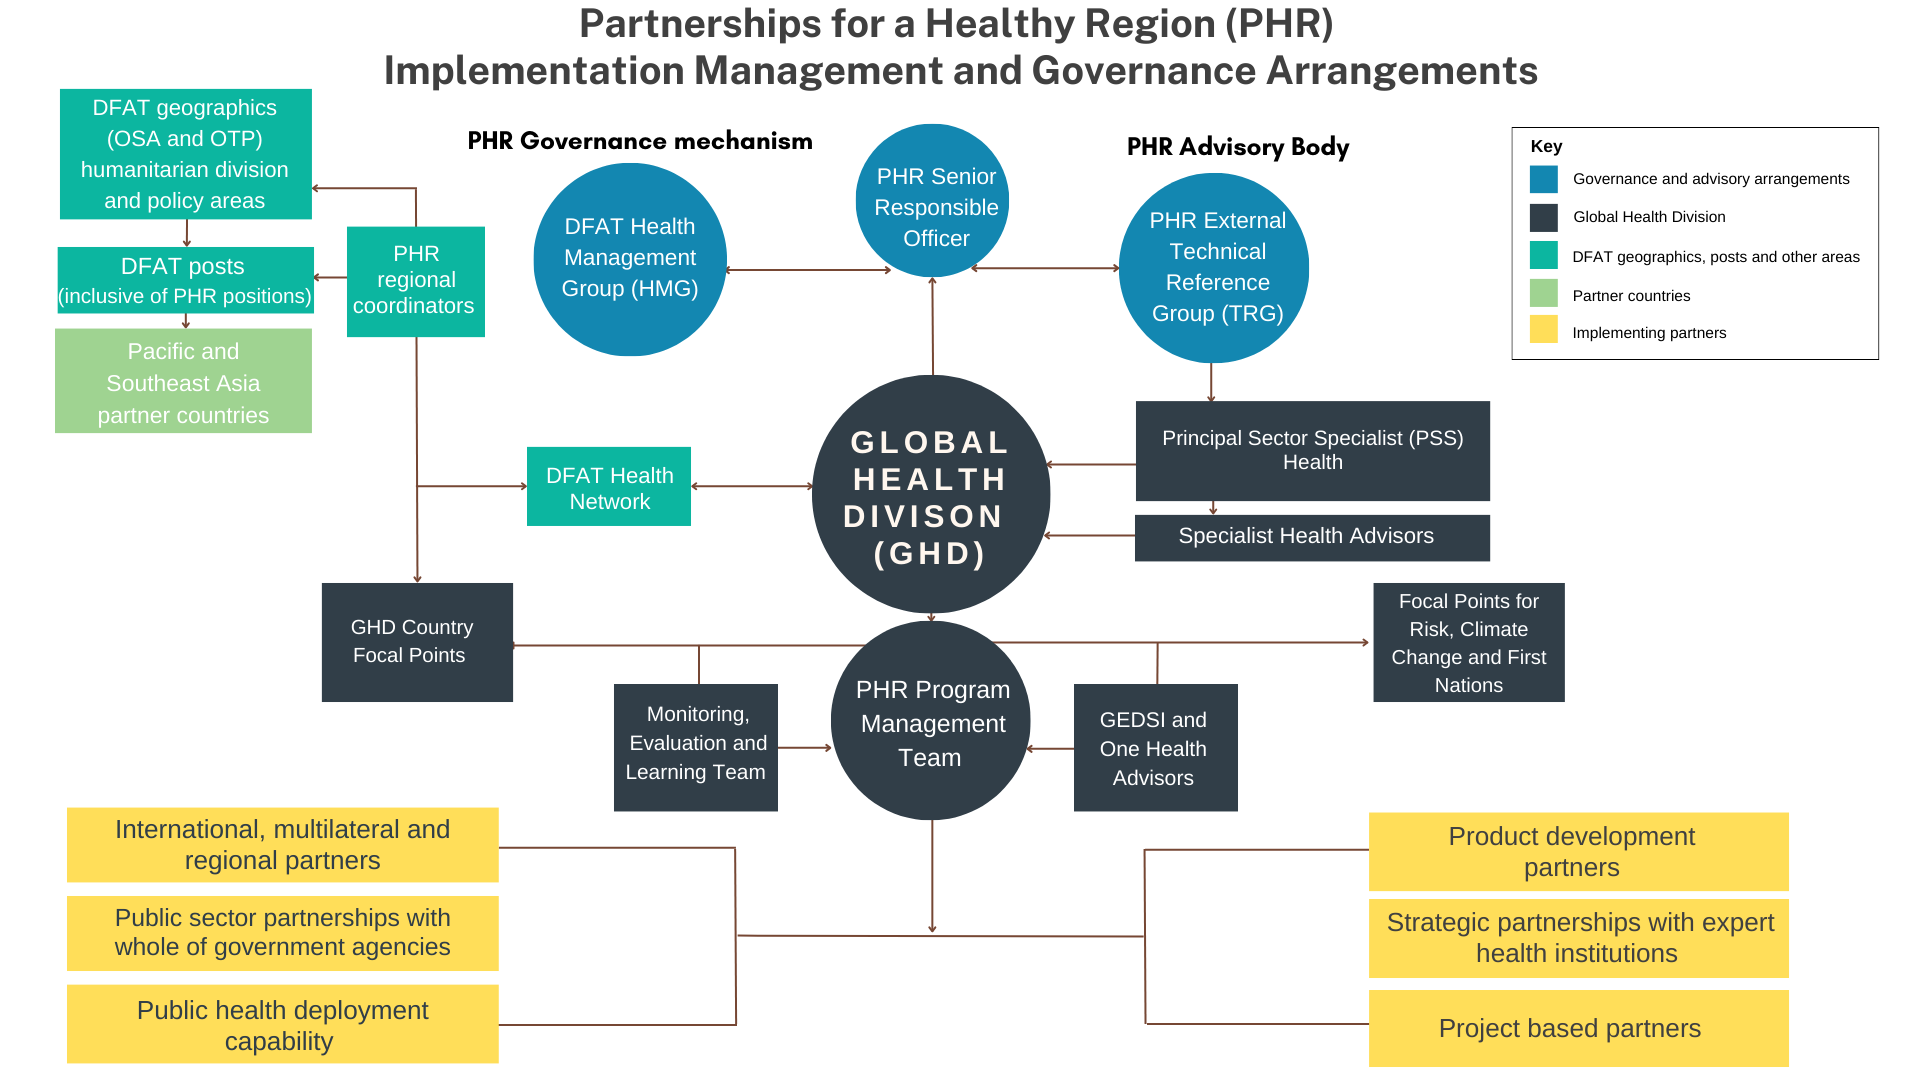 Partnerships for a Healthy Region (PHR)
Implementation Management and Governance Arrangements
DFAT geographics
(OSA and OTP)
humanitarian division
and policy areas
DFAT posts
(inclusive of PHR positions)
Pacific and
Southeast Asia
partner countries
PHR
regional
coordinators
PHR Governance mechanism
DFAT Health
Management
Group (HMG)
PHR Senior
Responsible
Officer
PHR Advisory Body
PHR External
Technical
Reference
Group (TRG)
Key
Governance and advisory arrangements
Global Health Division
DFAT geographics, posts and other areas
Partner countries
Implementing partners
DFAT Health
Network
GLOBAL
HEALTH
DIVISON
(GHD)
Principal Sector Specialist (PSS)
Health
Specialist Health Advisors
GHD Country
Focal Points
Monitoring,
Evaluation and
Learning Team
PHR Program
Management
Team
GEDSI and
One Health
Advisors
Focal Points for
Risk, Climate
Change and First
Nations
International, multilateral and
regional partners
Public sector partnerships with
whole of government agencies
Public health deployment
capability
Product development
partners
Strategic partnerships with expert
health institutions
Project based partners